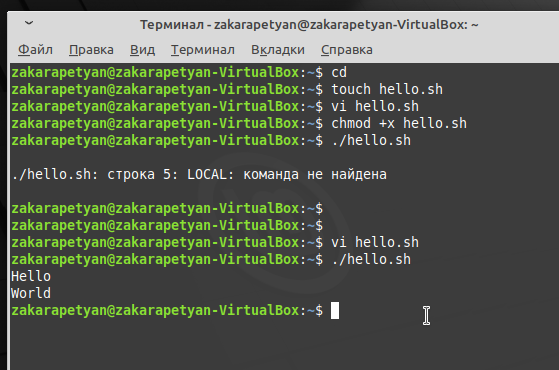 Терминал - zakarapetyan@zakarapetyan-VirtualBox: ~
Файл Правка Вид Терминал Вкладки Справка
zakarapetyan@zakarapetyan-VirtualBox:~$ cd
zakarapetyan@zakarapetyan-VirtualBox:~$ touch hello.sh
zakarapetyan@zakarapetyan-VirtualBox:~$ vi hello.sh
zakarapetyan@zakarapetyan-VirtualBox:~$ chmod +x hello.sh
zakarapetyan@zakarapetyan-VirtualBox:~$ ./hello.sh
./hello.sh: строка 5: LOCAL: команда не найдена
zakarapetyan@zakarapetyan-VirtualBox:~$
zakarapetyan@zakarapetyan-VirtualBox:~$
zakarapetyan@zakarapetyan-VirtualBox:~$ vi hello.sh
zakarapetyan@zakarapetyan-VirtualBox:~$ ./hello.sh
Hello
World
zakarapetyan@zakarapetyan-VirtualBox:~$